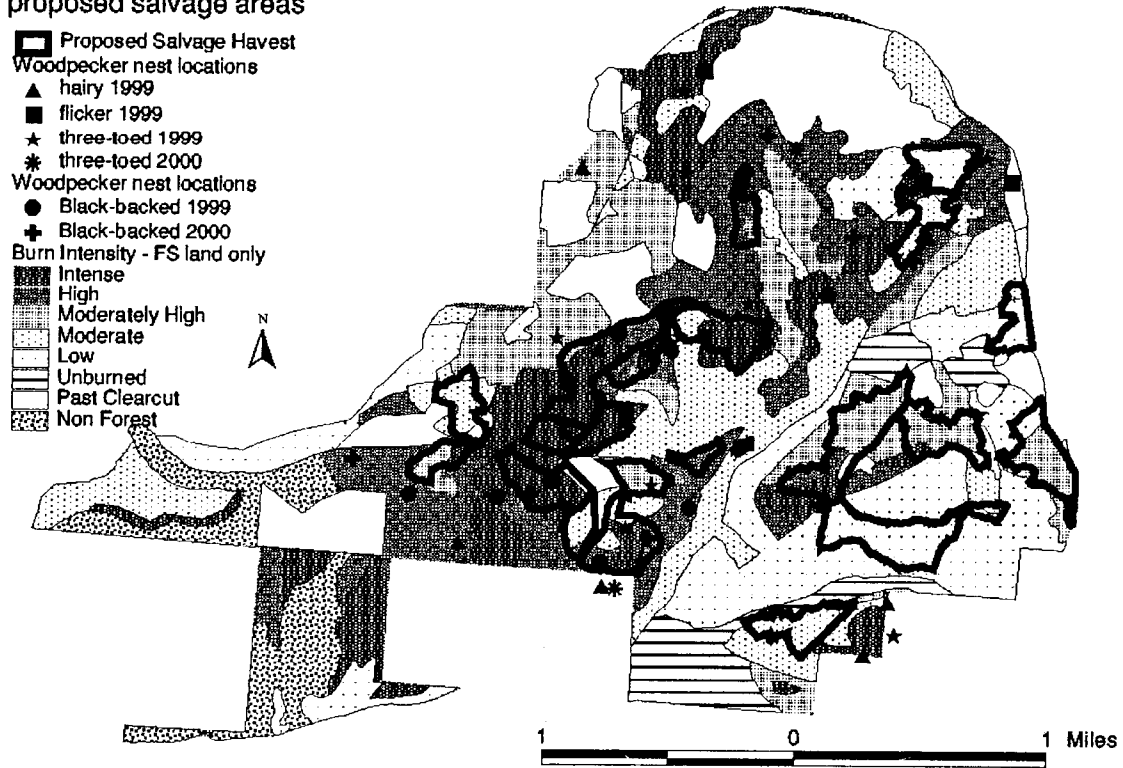 proposed salvage areas
Proposed Salvage Havest
Woodpecker nest locations
hairy 1999
flicker 1999
three-toed 1999
three-toed 2000
Woodpecker nest locations
Black-backed 1999
Black-backed 2000
Burn Intensity - FS land only
Intense
High
Moderately High
Moderate
Low
Unburned
Past Clearcut
Non Forest
N
1 0 1 Miles